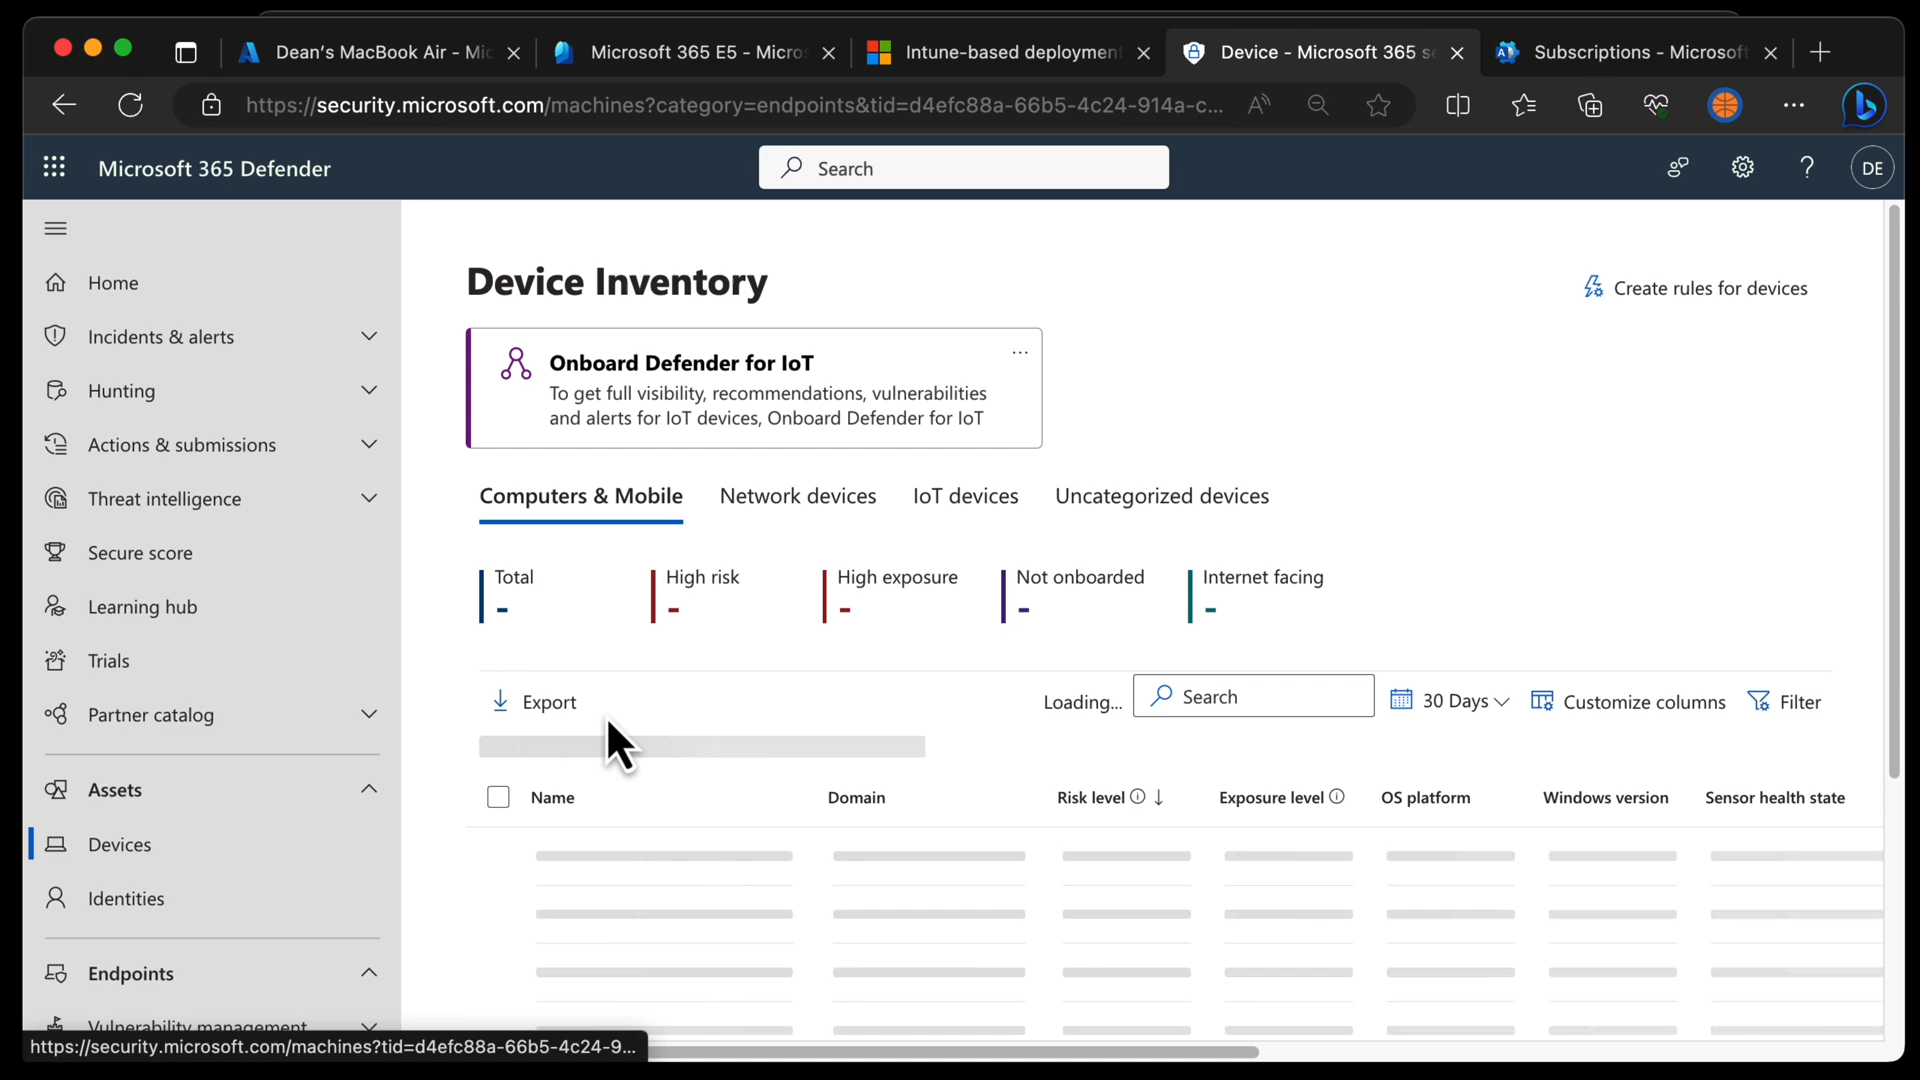 Dean's MacBook Air - Mic
Microsoft 365 E5 - Micro
Intune-based deployment
Device - Microsoft 365 se
Subscriptions - Microsoft
https://security.microsoft.com/machines?category=endpoints&tid=d4efc88a-66b5-4c24-914a-c...
Microsoft 365 Defender
Search
DE
Home
Incidents & alerts
Hunting
Actions & submissions
Threat intelligence
Secure score
Learning hub
Trials
Partner catalog
Assets
Devices
Identities
Endpoints
Vulnerability management
https://security.microsoft.com/machines?tid=d4efc88a-66b5-4c24-9...
Device Inventory
Create rules for devices
Onboard Defender for IoT
To get full visibility, recommendations, vulnerabilities
and alerts for IoT devices, Onboard Defender for IoT
Computers & Mobile Network devices IoT devices Uncategorized devices
Total High risk High exposure Not onboarded Internet facing
- - - - -
Export Loading... Search 30 Days Customize columns Filter
Name Domain Risk level Exposure level OS platform Windows version Sensor health state